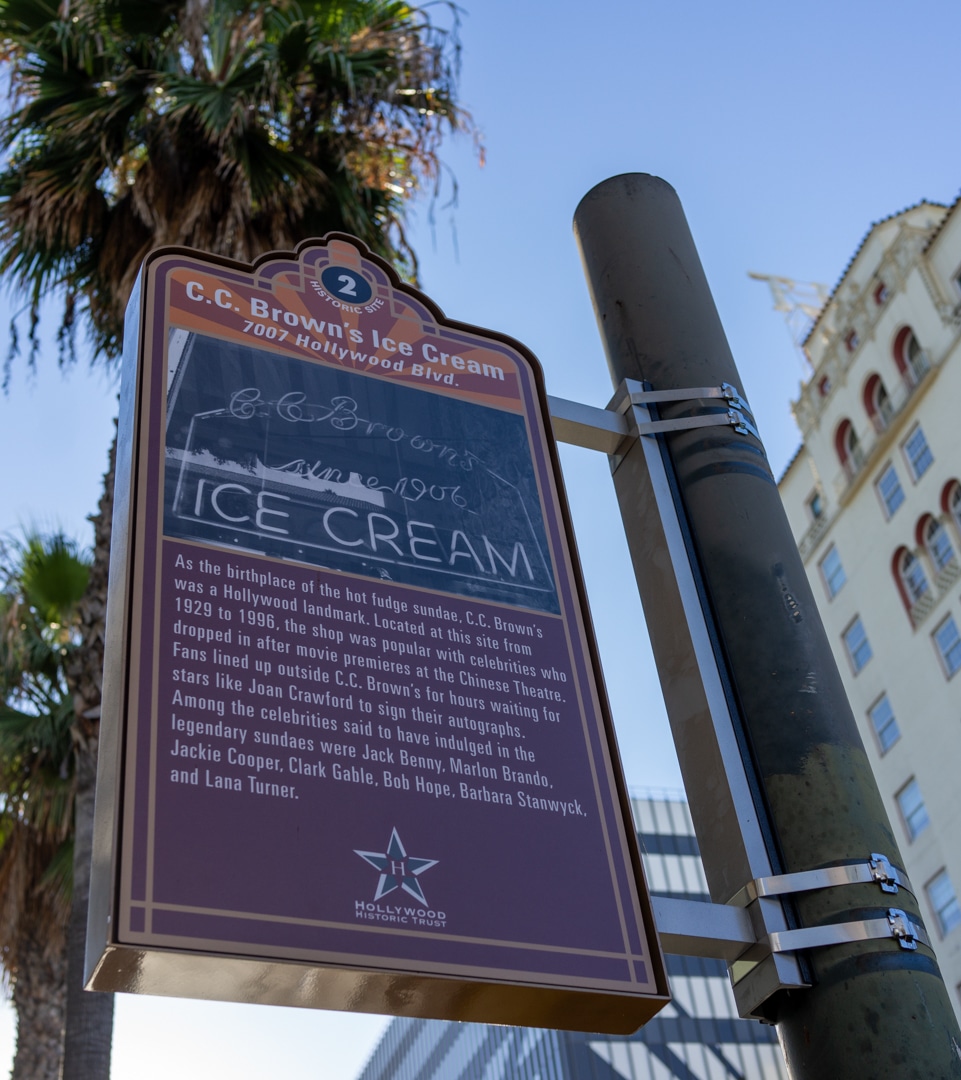 2
HISTORIC SITE
C.C. Brown's Ice Cream
7007 Hollywood Blvd.
C.C. Brown's
since 1906
ICE CREAM
As the birthplace of the hot fudge sundae, C.C. Brown's
was a Hollywood landmark. Located at this site from
1929 to 1996, the shop was popular with celebrities who
dropped in after movie premieres at the Chinese Theatre.
Fans lined up outside C.C. Brown's for hours waiting for
stars like Joan Crawford to sign their autographs.
Among the celebrities said to have indulged in the
legendary sundaes were Jack Benny, Marlon Brando,
Jackie Cooper, Clark Gable, Bob Hope, Barbara Stanwyck,
and Lana Turner.
H
HOLLYWOOD
HISTORIC TRUST